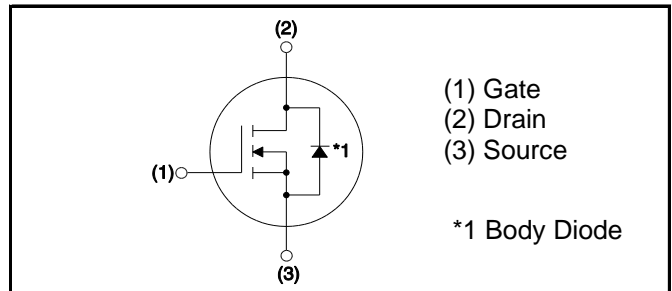 (2)
(1) Gate
(2) Drain
(3) Source
*1
(1)
*1 Body Diode
(3)